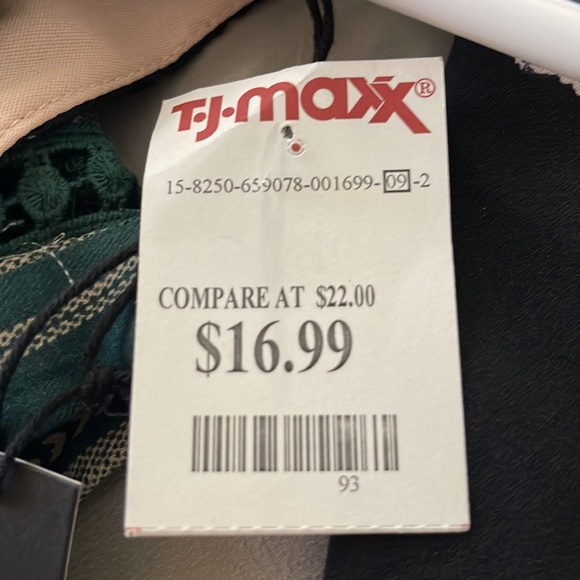 T·J·maxx®
15-8250-659078-001699-09-2
COMPARE AT $22.00
$16.99
93